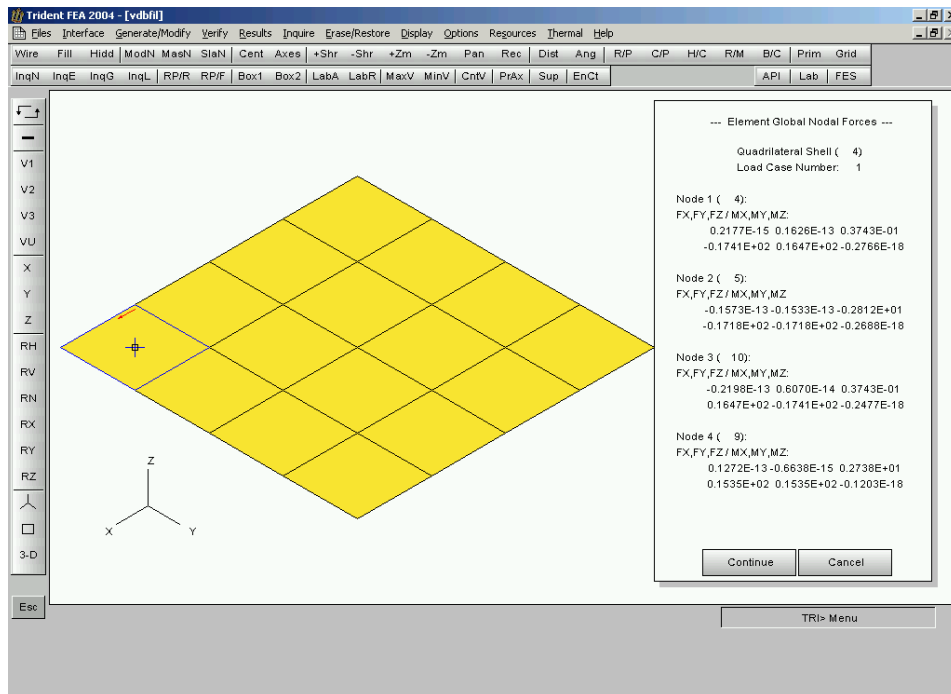 Trident FEA 2004 - [vdbfil]
Files Interface Generate/Modify Verify Results Inquire Erase/Restore Display Options Resources Thermal Help
Wire Fill Hidd ModN MasN SlaN Cent Axes +Shr -Shr +Zm -Zm Pan Rec Dist Ang R/P C/P H/C R/M B/C Prim Grid
InqN InqE InqG InqL RP/R RP/F Box1 Box2 LabA LabR MaxV MinV CntV PrAx Sup EnCt API Lab FES
V1
V2
V3
VU
X
Y
Z
RH
RV
RN
RX
RY
RZ
3-D
Esc
Z
X Y
--- Element Global Nodal Forces ---
Quadrilateral Shell ( 4)
Load Case Number: 1
Node 1 ( 4):
FX,FY,FZ / MX,MY,MZ:
0.2177E-15 0.1626E-13 0.3743E-01
-0.1741E+02 0.1647E+02 -0.2766E-18
Node 2 ( 5):
FX,FY,FZ / MX,MY,MZ
-0.1573E-13 -0.1533E-13 -0.2812E+01
-0.1718E+02 -0.1718E+02 -0.2688E-18
Node 3 ( 10):
FX,FY,FZ / MX,MY,MZ:
-0.2198E-13 0.6070E-14 0.3743E-01
0.1647E+02 -0.1741E+02 -0.2477E-18
Node 4 ( 9):
FX,FY,FZ / MX,MY,MZ:
0.1272E-13 -0.6638E-15 0.2738E+01
0.1535E+02 0.1535E+02 -0.1203E-18
Continue Cancel
TRI> Menu